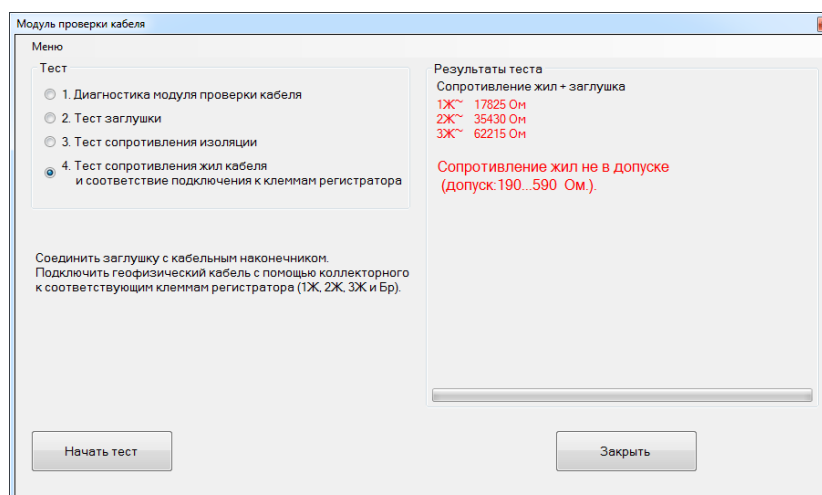 Модуль проверки кабеля
Меню
Тест
1. Диагностика модуля проверки кабеля
2. Тест заглушки
3. Тест сопротивления изоляции
4. Тест сопротивления жил кабеля
и соответствие подключения к клеммам регистратора
Соединить заглушку с кабельным наконечником.
Подключить геофизический кабель с помощью коллекторного
к соответствующим клеммам регистратора (1Ж, 2Ж, 3Ж и Бр).
Результаты теста
Сопротивление жил + заглушка
1Ж~ 17825 Ом
2Ж~ 35430 Ом
3Ж~ 62215 Ом
Сопротивление жил не в допуске
(допуск:190...590 Ом.).
Начать тест
Закрыть